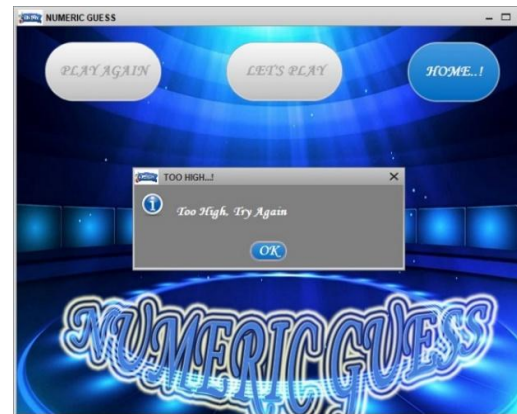 NUMERIC GUESS
PLAY AGAIN
LET'S PLAY
HOME..!
TOO HIGH...!
Too High, Try Again
OK
NUMERIC GUESS